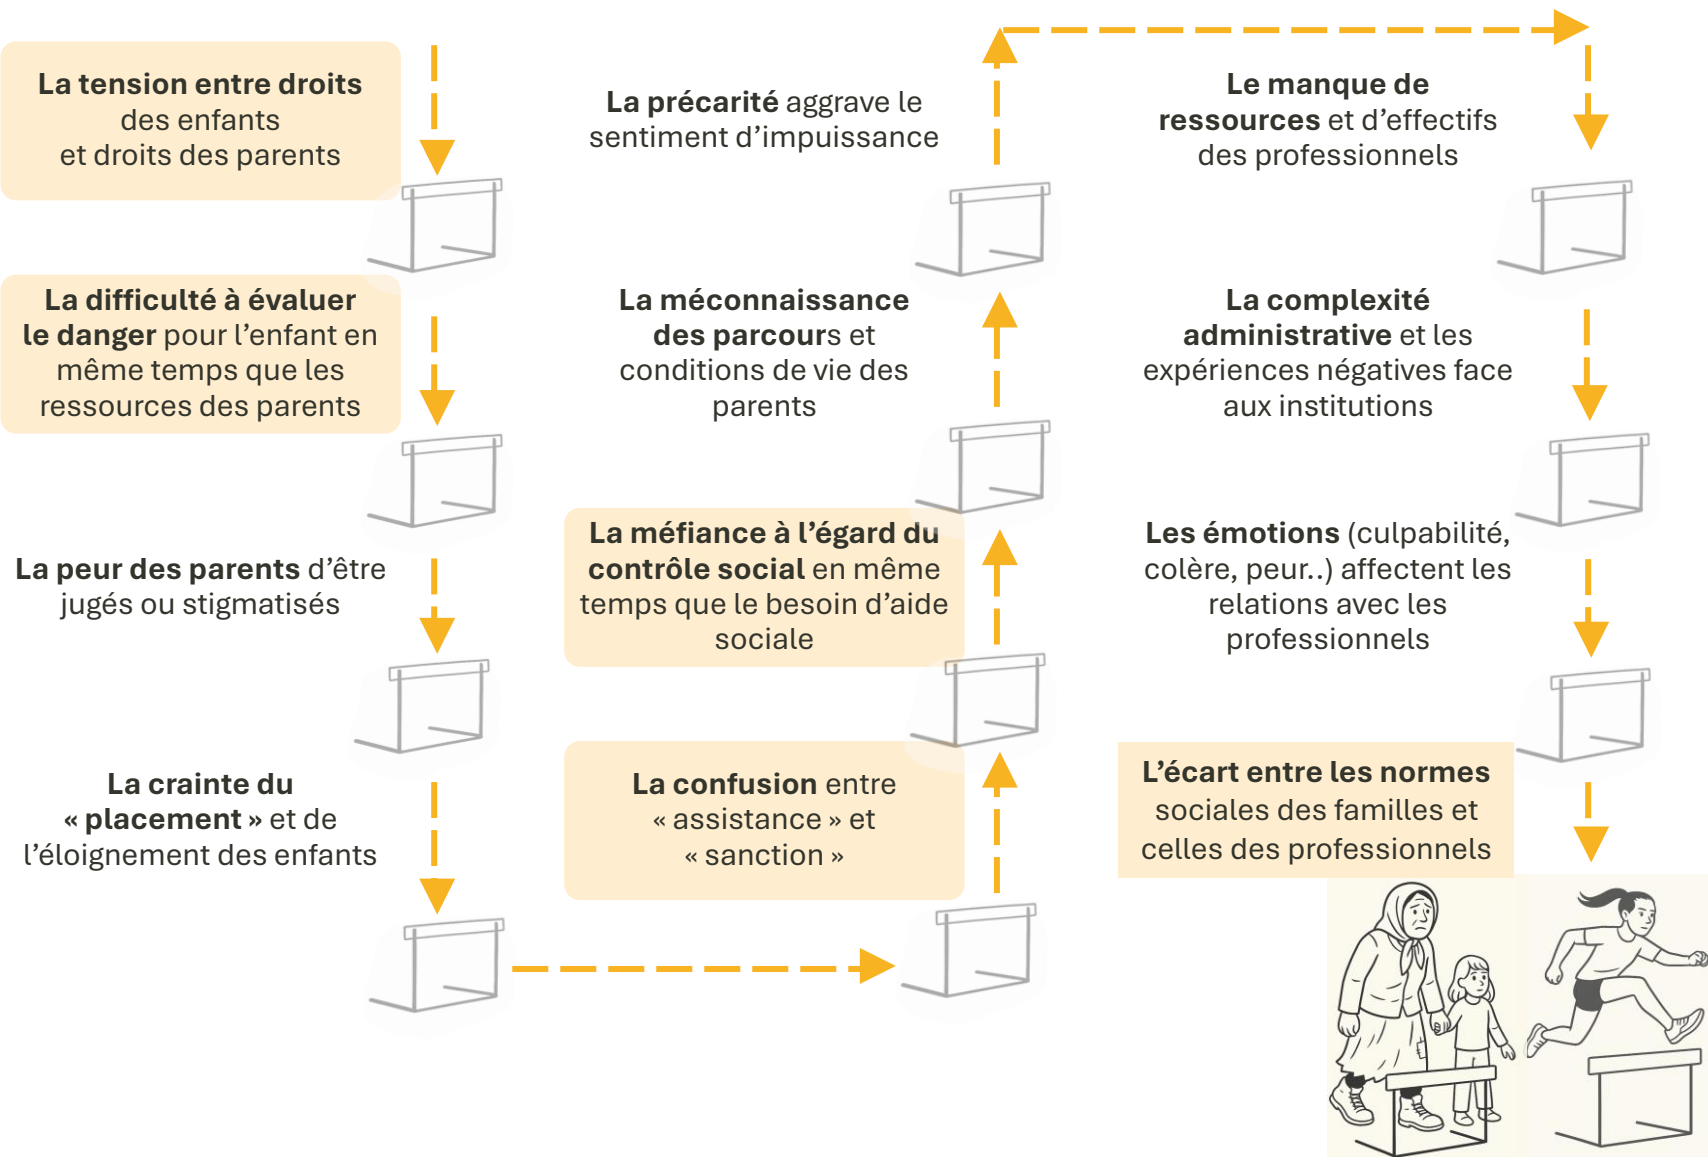 La tension entre droits
des enfants
et droits des parents
La difficulté à évaluer
le danger pour l’enfant en
même temps que les
ressources des parents
La peur des parents d’être
jugés ou stigmatisés
La crainte du
« placement » et de
l’éloignement des enfants
La confusion entre
« assistance » et
« sanction »
La méfiance à l’égard du
contrôle social en même
temps que le besoin d’aide
sociale
La méconnaissance
des parcours et
conditions de vie des
parents
La précarité aggrave le
sentiment d’impuissance
Le manque de
ressources et d’effectifs
des professionnels
La complexité
administrative et les
expériences négatives face
aux institutions
Les émotions (culpabilité,
colère, peur..) affectent les
relations avec les
professionnels
L’écart entre les normes
sociales des familles et
celles des professionnels